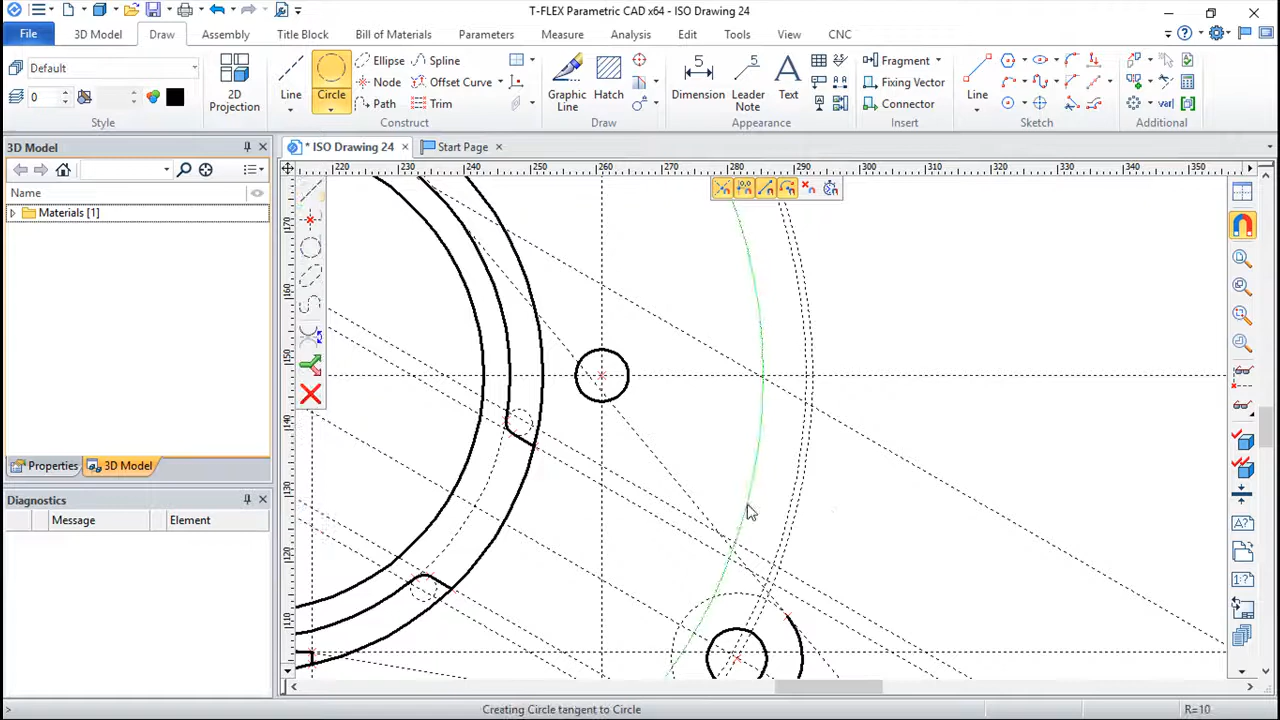 T-FLEX Parametric CAD x64 - ISO Drawing 24
File
3D Model
Draw
Assembly
Title Block
Bill of Materials
Parameters
Measure
Analysis
Edit
Tools
View
CNC
Default
0
Style
2D
Projection
Line
Circle
Ellipse
Node
Path
Spline
Offset Curve
Trim
Construct
Graphic
Line
Hatch
Draw
5
Dimension
5
Leader
Note
Text
Appearance
Fragment
Fixing Vector
Connector
Insert
Line
Sketch
var|
Additional
3D Model
* ISO Drawing 24
Start Page
220 230 240 250 260 270 280 290 300 310 320 330 340 350
Name
Materials [1]
170
160
150
140
130
120
110
Properties
3D Model
Diagnostics
Message
Element
A?
1:?
Creating Circle tangent to Circle
R=10